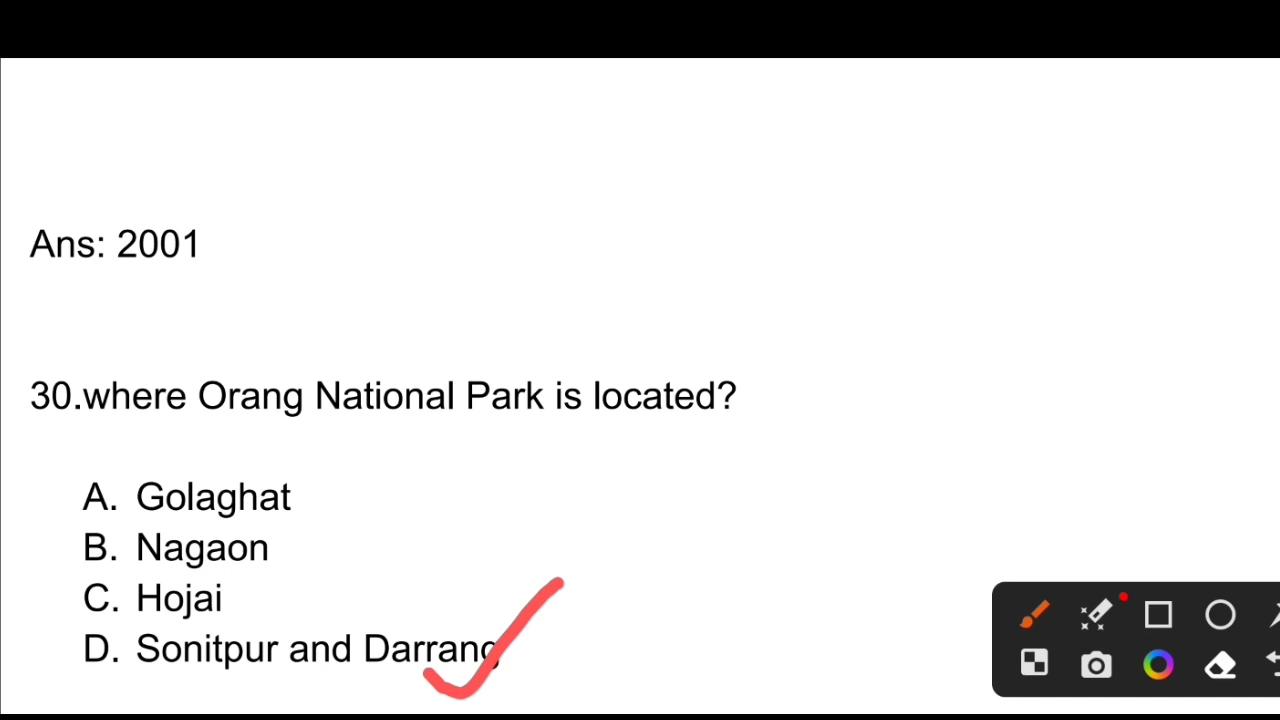 Ans: 2001
30.where Orang National Park is located?
A. Golaghat
B. Nagaon
C. Hojai
D. Sonitpur and Darrang